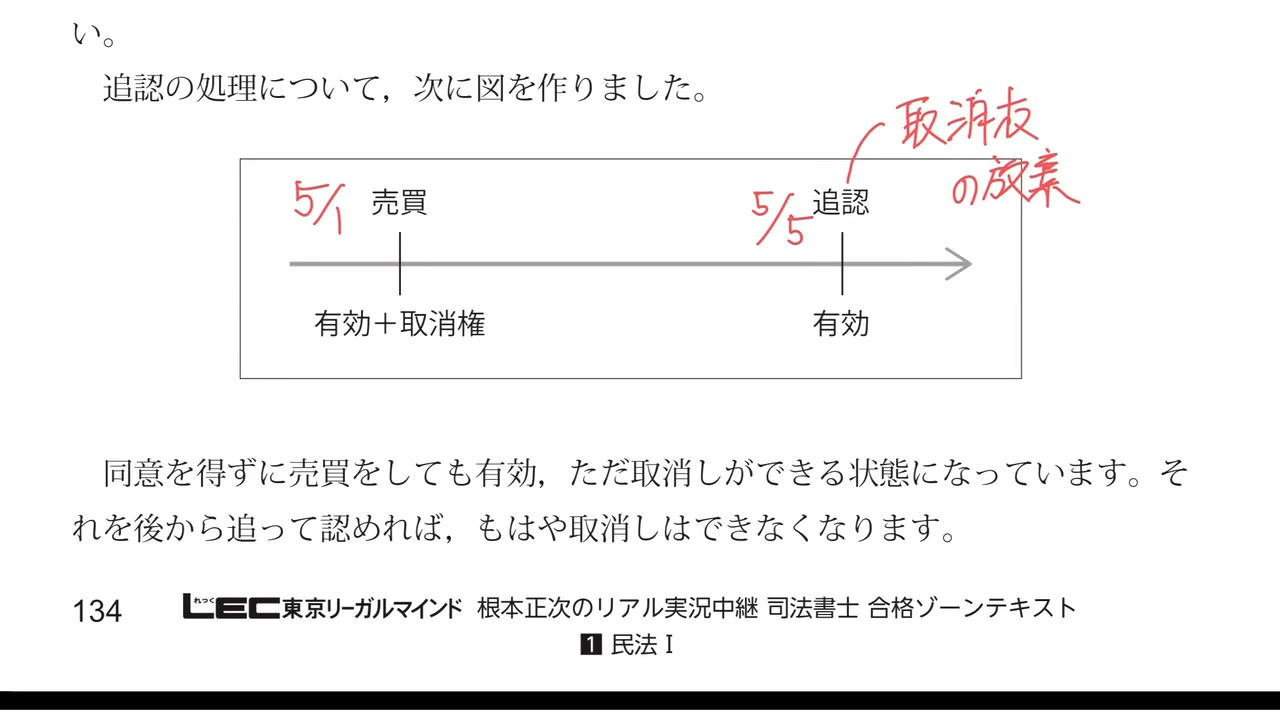 い。
追認の処理について，次に図を作りました。
取消权
の放棄
5/1 売買
5/5 追認
有効＋取消権
有効
同意を得ずに売買をしても有効，ただ取消しができる状態になっています。そ
れを後から追って認めれば，もはや取消しはできなくなります。
134 れっく LEC東京リーガルマインド 根本正次のリアル実況中継 司法書士 合格ゾーンテキスト
1 民法 I